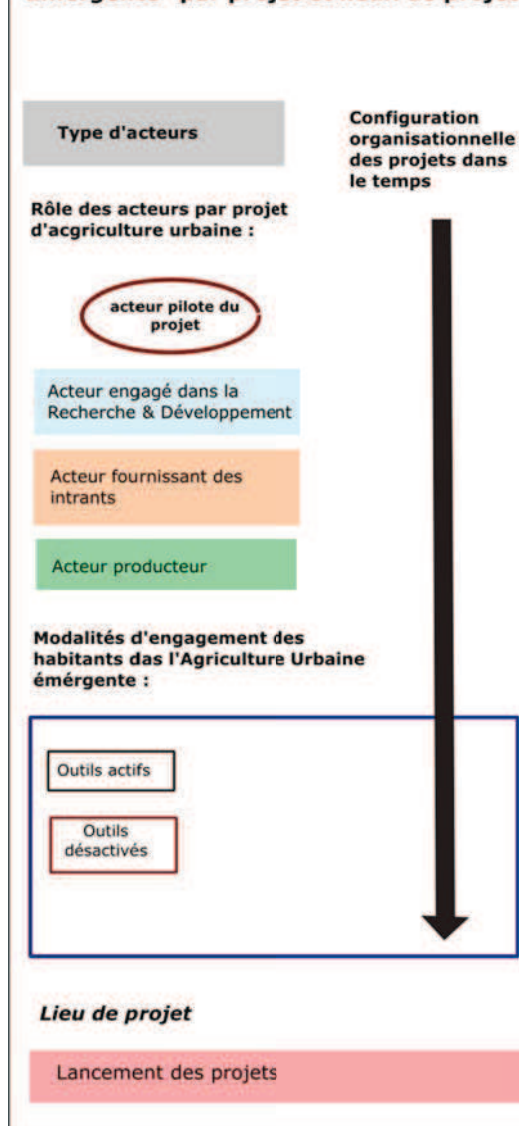 Type d'acteurs
Configuration
organisationnelle
des projets dans
le temps
Rôle des acteurs par projet
d'acgriculture urbaine :
acteur pilote du
projet
Acteur engagé dans la
Recherche & Développement
Acteur fournissant des
intrants
Acteur producteur
Modalités d'engagement des
habitants das l'Agriculture Urbaine
émérgente :
Outils actifs
Outils
désactivés
Lieu de projet
Lancement des projets